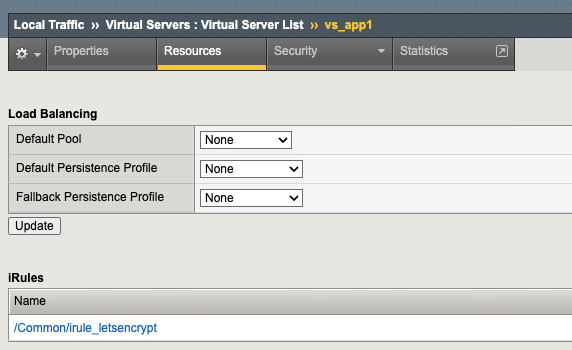 Local Traffic ›› Virtual Servers : Virtual Server List ›› vs_app1
Properties Resources Security Statistics
Load Balancing
Default Pool None
Default Persistence Profile None
Fallback Persistence Profile None
Update
iRules
Name
/Common/irule_letsencrypt